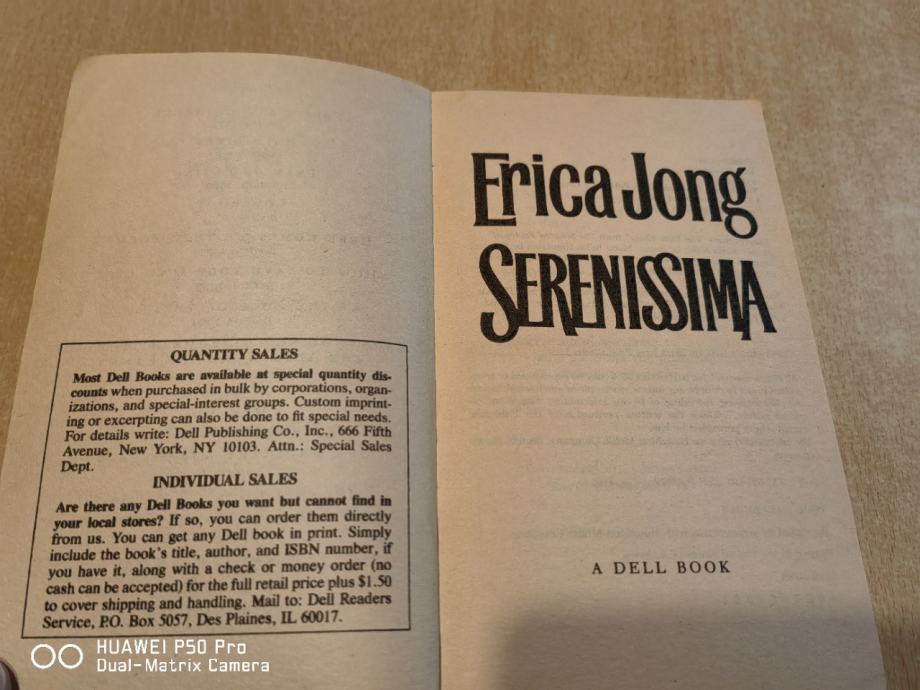 QUANTITY SALES
Most Dell Books are available at special quantity dis-
counts when purchased in bulk by corporations, organ-
izations, and special-interest groups. Custom imprint-
ing or excerpting can also be done to fit special needs.
For details write: Dell Publishing Co., Inc., 666 Fifth
Avenue, New York, NY 10103. Attn.: Special Sales
Dept.
INDIVIDUAL SALES
Are there any Dell Books you want but cannot find in
your local stores? If so, you can order them directly
from us. You can get any Dell book in print. Simply
include the book's title, author, and ISBN number, if
you have it, along with a check or money order (no
cash can be accepted) for the full retail price plus $1.50
to cover shipping and handling. Mail to: Dell Readers
Service, P.O. Box 5057, Des Plaines, IL 60017.
Erica Jong
SERENISSIMA
A DELL BOOK
HUAWEI P50 Pro
Dual-Matrix Camera